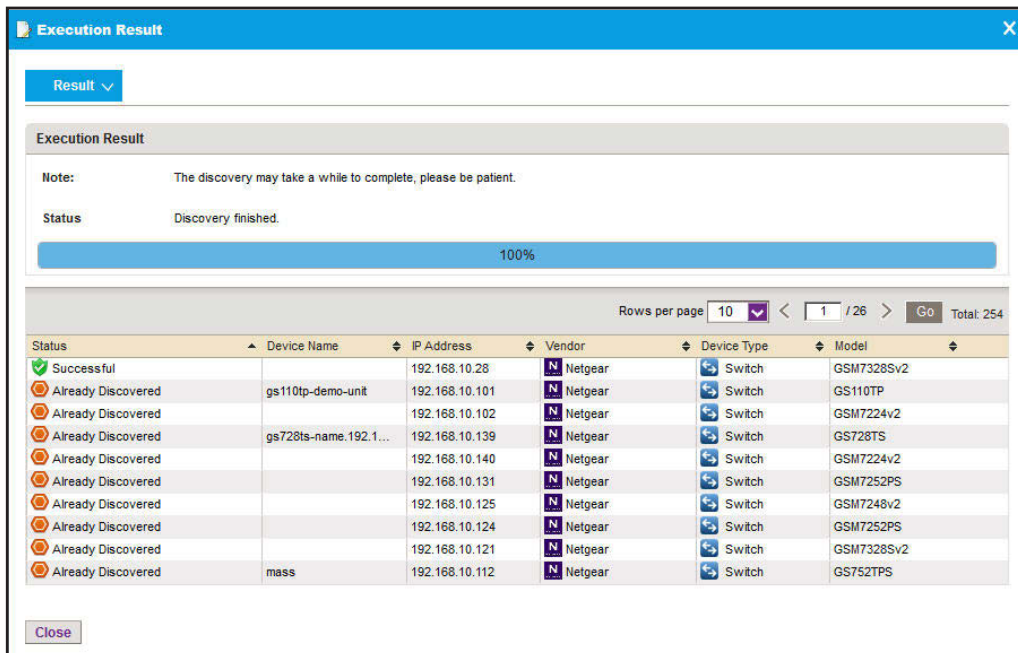 Execution Result X
Result
Execution Result
Note: The discovery may take a while to complete, please be patient.
Status Discovery finished.
100%
Rows per page 10 < 1 / 26 > Go Total: 254
Status Device Name IP Address Vendor Device Type Model
Successful 192.168.10.28 N Netgear Switch GSM7328Sv2
Already Discovered gs110tp-demo-unit 192.168.10.101 N Netgear Switch GS110TP
Already Discovered 192.168.10.102 N Netgear Switch GSM7224v2
Already Discovered gs728ts-name.192.1... 192.168.10.139 N Netgear Switch GS728TS
Already Discovered 192.168.10.140 N Netgear Switch GSM7224v2
Already Discovered 192.168.10.131 N Netgear Switch GSM7252PS
Already Discovered 192.168.10.125 N Netgear Switch GSM7248v2
Already Discovered 192.168.10.124 N Netgear Switch GSM7252PS
Already Discovered 192.168.10.121 N Netgear Switch GSM7328Sv2
Already Discovered mass 192.168.10.112 N Netgear Switch GS752TPS
Close